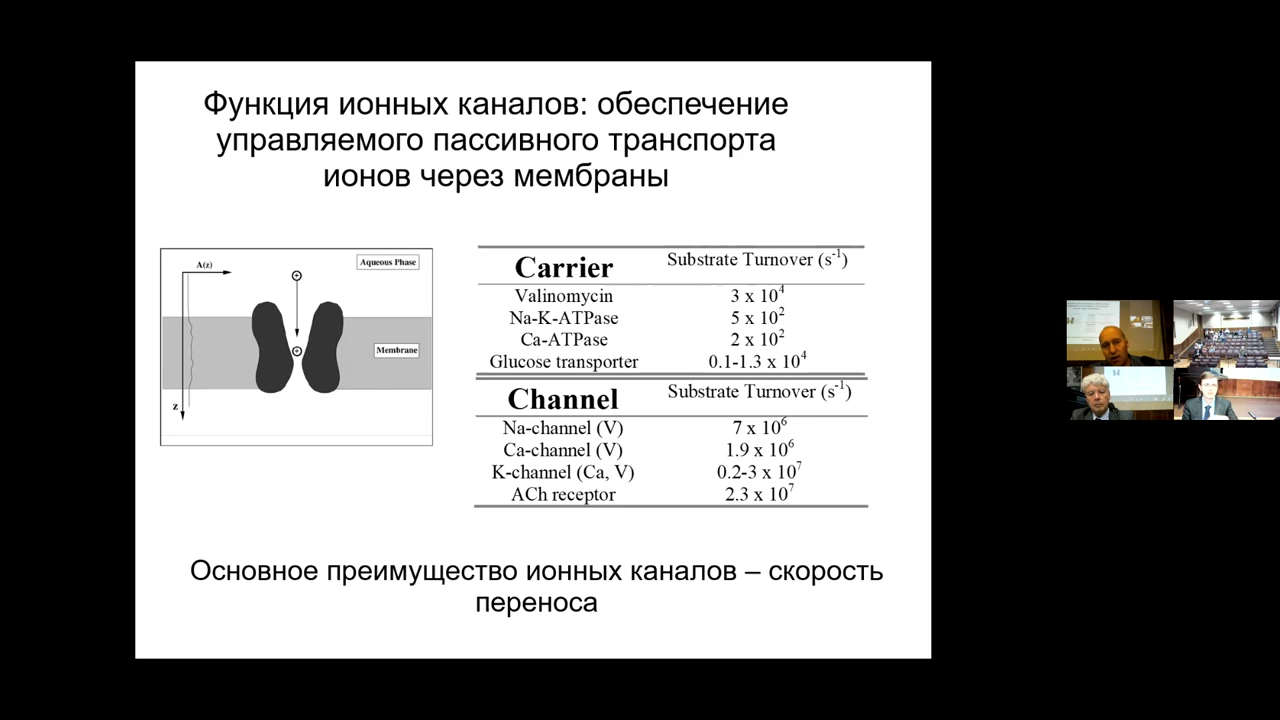 Функция ионных каналов: обеспечение
управляемого пассивного транспорта
ионов через мембраны
A(z)
Aqueous Phase
Membrane
z
Carrier Substrate Turnover (s⁻¹)
Valinomycin 3 x 10⁴
Na-K-ATPase 5 x 10²
Ca-ATPase 2 x 10²
Glucose transporter 0.1-1.3 x 10⁴
Channel Substrate Turnover (s⁻¹)
Na-channel (V) 7 x 10⁶
Ca-channel (V) 1.9 x 10⁶
K-channel (Ca, V) 0.2-3 x 10⁷
ACh receptor 2.3 x 10⁷
Основное преимущество ионных каналов – скорость
переноса